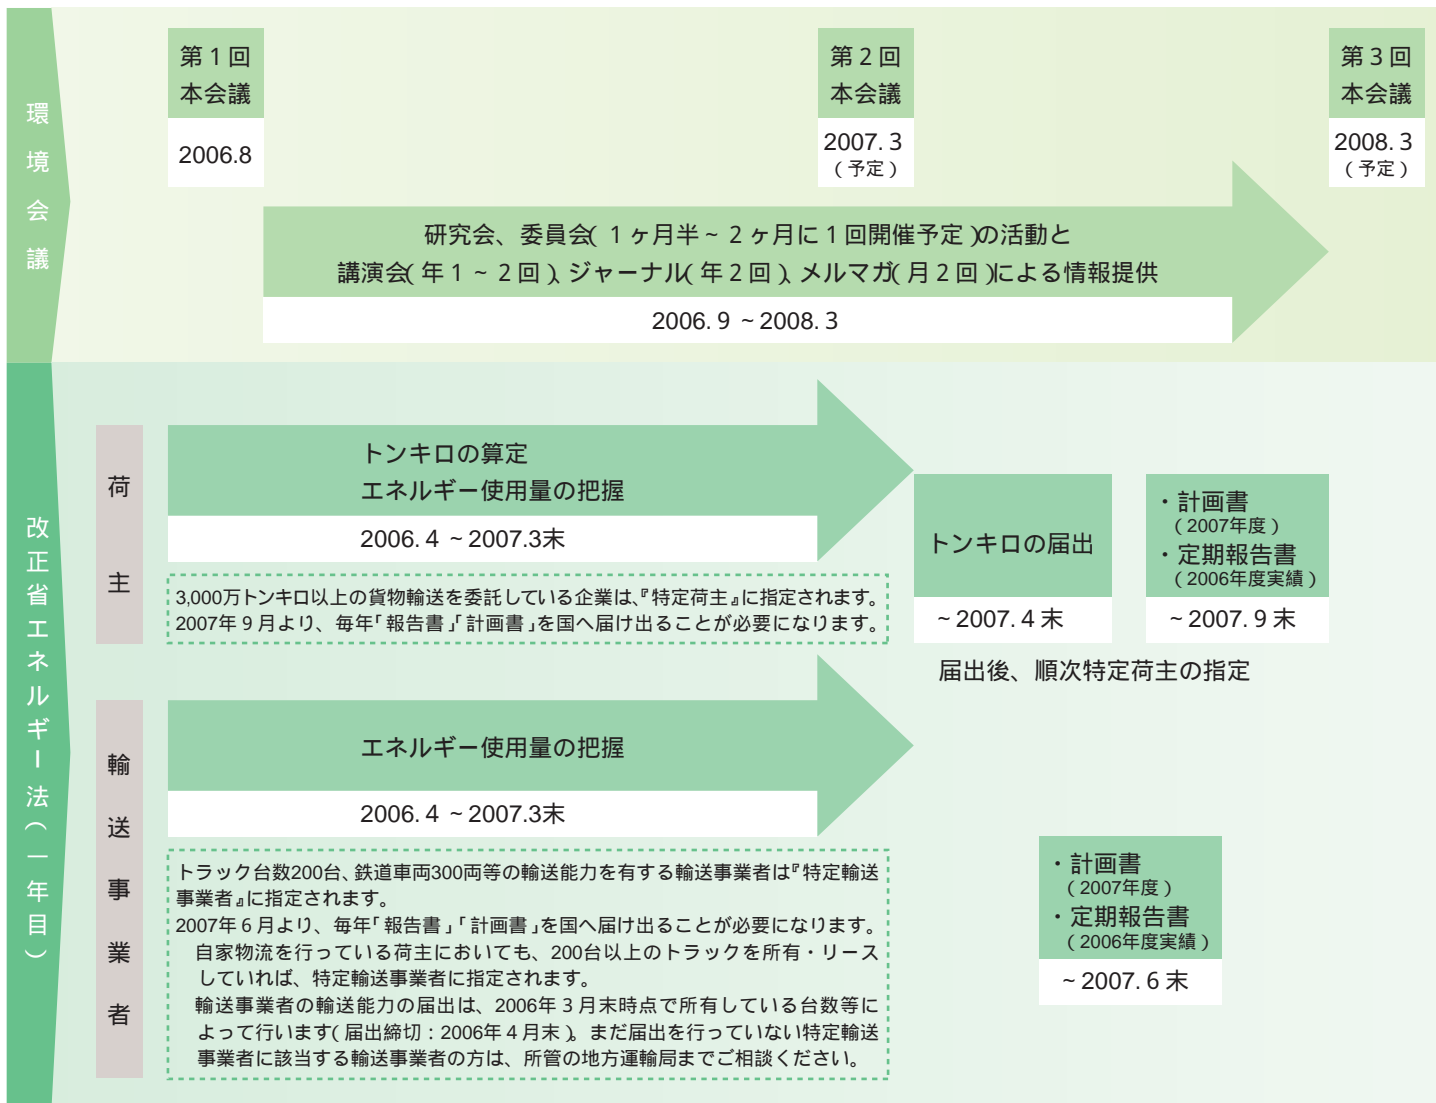 環境会議
第1回
本会議
2006.8
第2回
本会議
2007.3
(予定)
第3回
本会議
2008.3
(予定)
研究会、委員会(1ヶ月半~2ヶ月に1回開催予定)の活動と
講演会(年1~2回)、ジャーナル(年2回)、メルマガ(月2回)による情報提供
2006.9 ~2008.3
改正省エネルギー法(一年目)
荷主
トンキロの算定
エネルギー使用量の把握
2006.4 ~2007.3末
3,000万トンキロ以上の貨物輸送を委託している企業は、『特定荷主』に指定されます。
2007年9月より、毎年「報告書」「計画書」を国へ届け出ることが必要になります。
トンキロの届出
~2007.4末
・計画書
(2007年度)
・定期報告書
(2006年度実績)
~2007.9末
届出後、順次特定荷主の指定
輸送事業者
エネルギー使用量の把握
2006.4 ~2007.3末
トラック台数200台、鉄道車両300両等の輸送能力を有する輸送事業者は『特定輸送
事業者』に指定されます。
2007年6月より、毎年「報告書」「計画書」を国へ届け出ることが必要になります。
自家物流を行っている荷主においても、200台以上のトラックを所有・リース
していれば、特定輸送事業者に指定されます。
輸送事業者の輸送能力の届出は、2006年3月末時点で所有している台数等に
よって行います(届出締切:2006年4月末)。まだ届出を行っていない特定輸送
事業者に該当する輸送事業者の方は、所管の地方運輸局までご相談ください。
・計画書
(2007年度)
・定期報告書
(2006年度実績)
~2007.6末